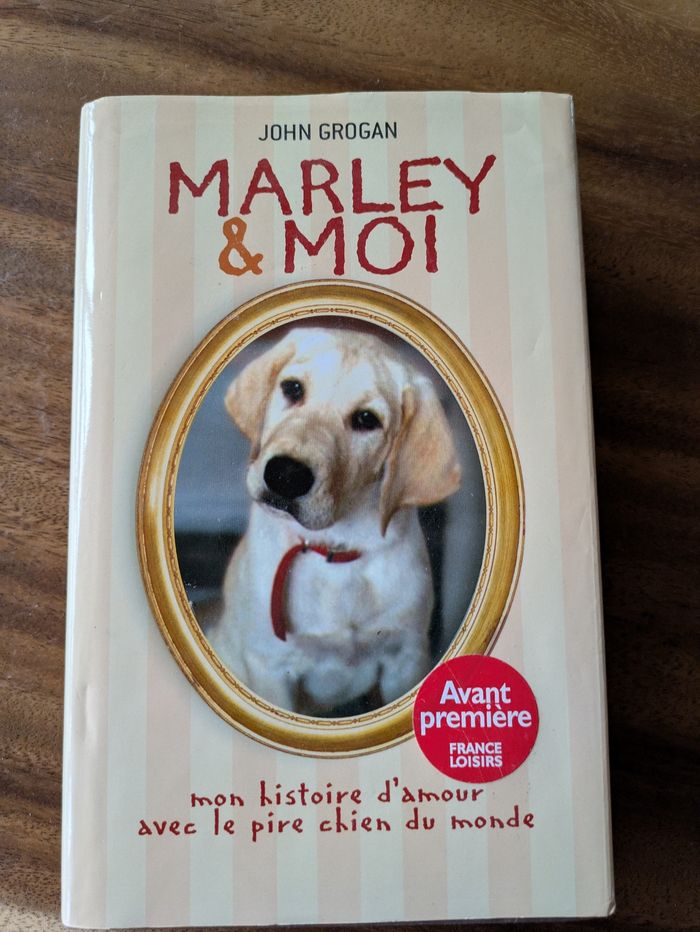 JOHN GROGAN
MARLEY
& MOI
Avant
première
FRANCE
LOISIRS
mon histoire d'amour
avec le pire chien du monde